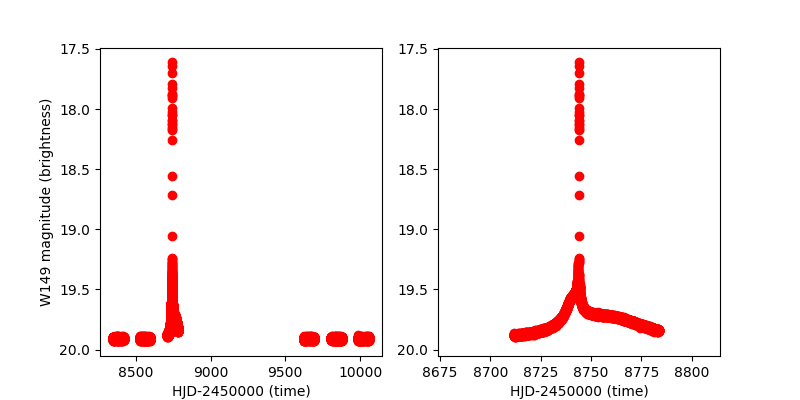 17.5
18.0
18.5
19.0
19.5
20.0
W149 magnitude (brightness)
8500 9000 9500 10000
HJD-2450000 (time)
17.5
18.0
18.5
19.0
19.5
20.0
8675 8700 8725 8750 8775 8800
HJD-2450000 (time)